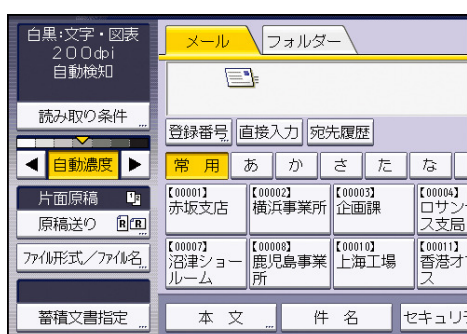 白黒:文字・図表
200dpi
自動検知
読み取り条件
自動濃度
片面原稿
原稿送り
ファイル形式/ファイル名
蓄積文書指定
メール
フォルダー
登録番号
直接入力
宛先履歴
常用
あ
か
さ
た
な
【00001】
赤坂支店
【00002】
横浜事業所
【00003】
企画課
【00004】
ロサン
ス支局
【00007】
沼津ショー
ルーム
【00008】
鹿児島事業
所
【00010】
上海工場
【00011】
香港オ
ス
本文
件名
セキュリ